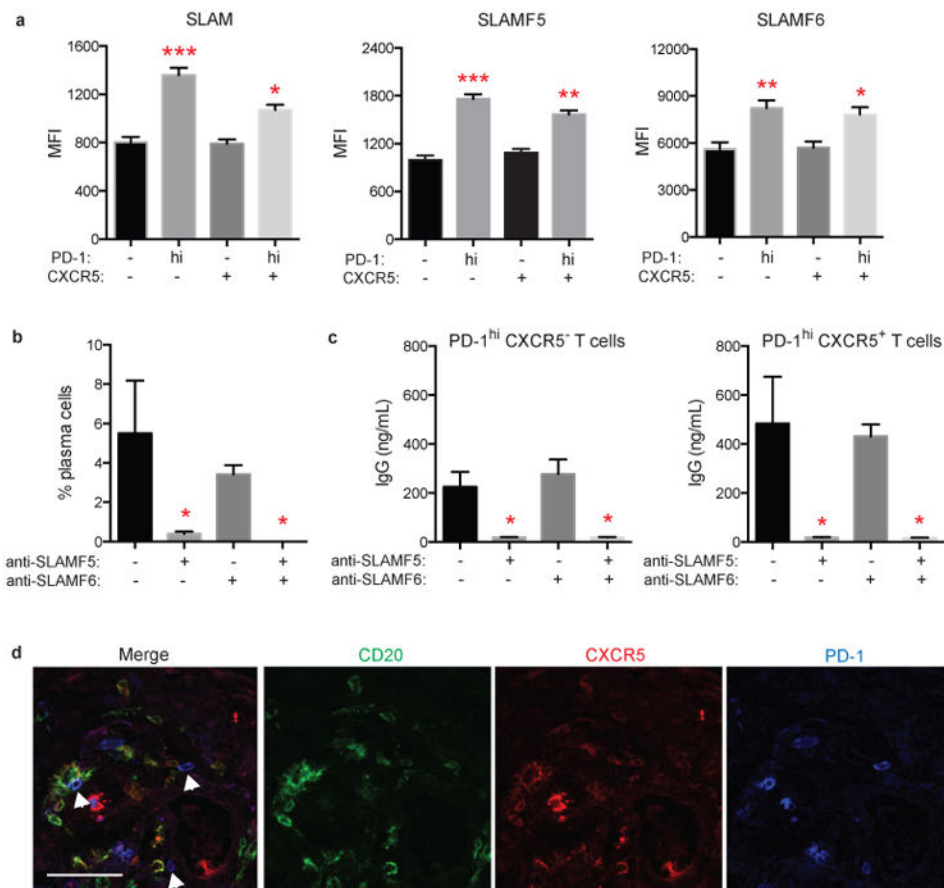 a
SLAM
SLAMF5
SLAMF6
***
*
1600
1200
800
400
0
MFI
PD-1: - hi - hi
CXCR5: - - + +
***
**
2400
1800
1200
600
0
MFI
PD-1: - hi - hi
CXCR5: - - + +
**
*
12000
9000
6000
3000
0
MFI
PD-1: - hi - hi
CXCR5: - - + +
b
10
8
6
4
2
0
% plasma cells
* *
anti-SLAMF5: - + - +
anti-SLAMF6: - - + +
c
PD-1hi CXCR5- T cells
800
600
400
200
0
IgG (ng/mL)
* *
anti-SLAMF5: - + - +
anti-SLAMF6: - - + +
PD-1hi CXCR5+ T cells
800
600
400
200
0
IgG (ng/mL)
* *
anti-SLAMF5: - + - +
anti-SLAMF6: - - + +
d
Merge
CD20
CXCR5
PD-1